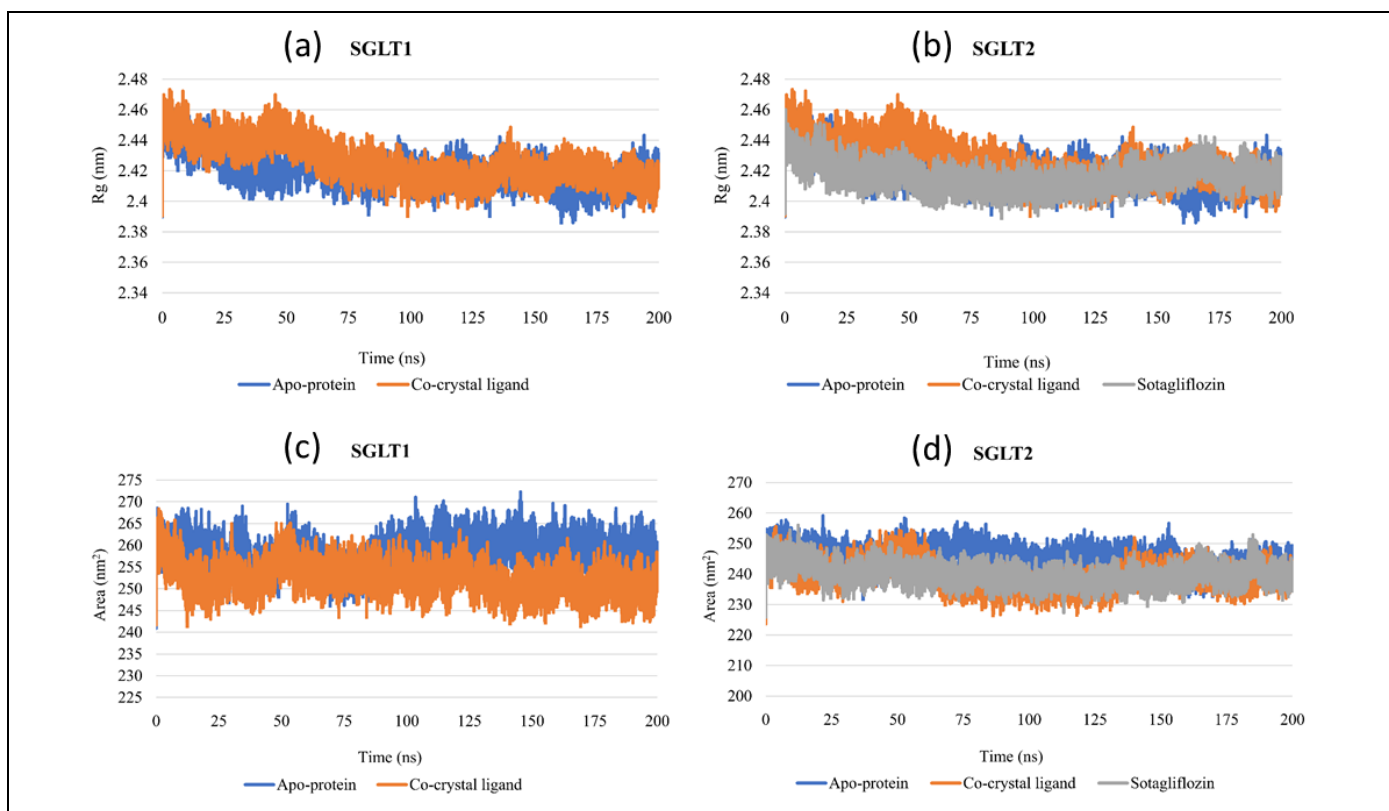 (a) SGLT1
Rg (nm)
2.48
2.46
2.44
2.42
2.4
2.38
2.36
2.34
0 25 50 75 100 125 150 175 200
Time (ns)
Apo-protein Co-crystal ligand
(b) SGLT2
Rg (nm)
2.48
2.46
2.44
2.42
2.4
2.38
2.36
2.34
0 25 50 75 100 125 150 175 200
Time (ns)
Apo-protein Co-crystal ligand Sotagliflozin
(c) SGLT1
Area (nm²)
275
270
265
260
255
250
245
240
235
230
225
0 25 50 75 100 125 150 175 200
Time (ns)
Apo-protein Co-crystal ligand
(d) SGLT2
Area (nm²)
270
260
250
240
230
220
210
200
0 25 50 75 100 125 150 175 200
Time (ns)
Apo-protein Co-crystal ligand Sotagliflozin